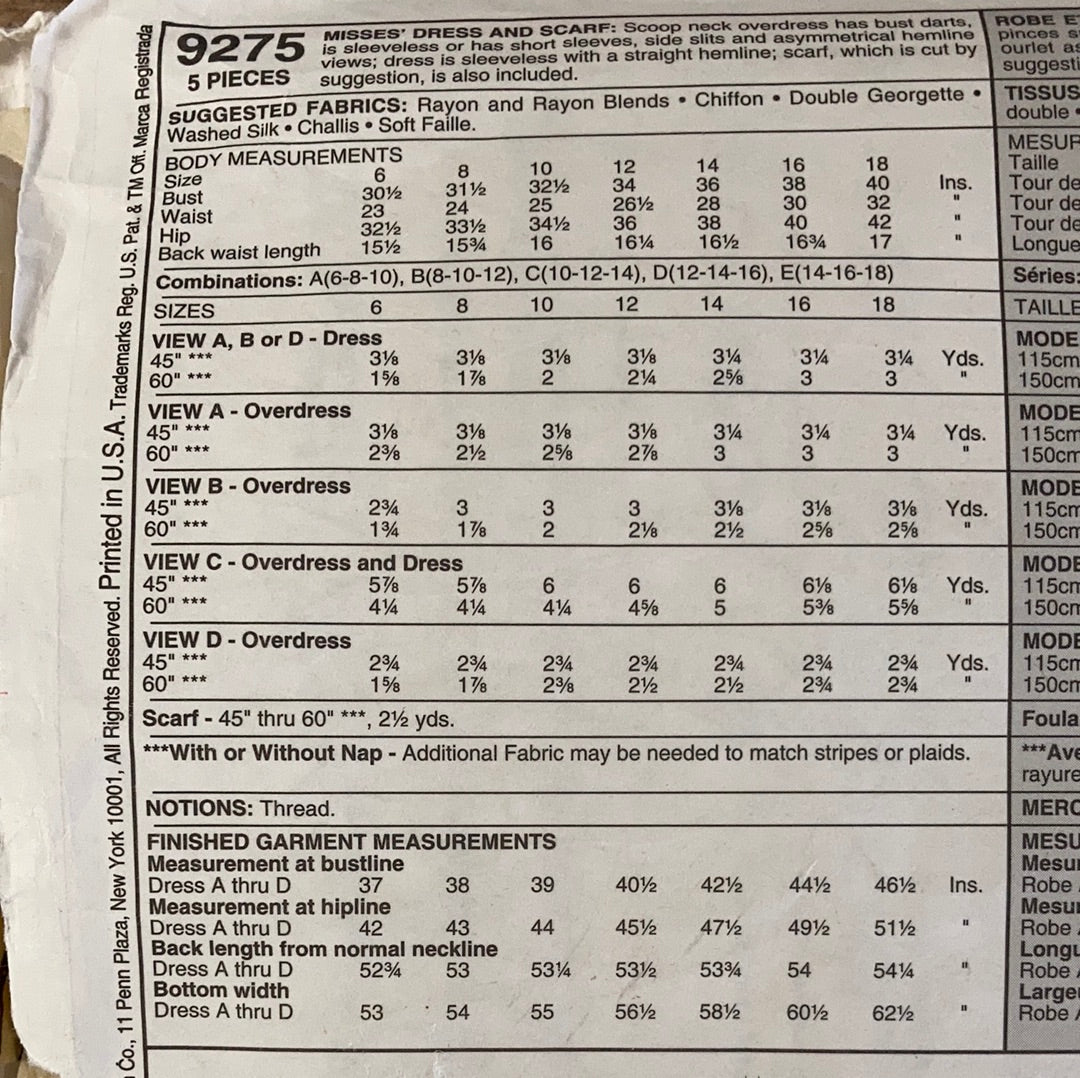 9275
5 PIECES
MISSES' DRESS AND SCARF: Scoop neck overdress has bust darts,
is sleeveless or has short sleeves, side slits and asymmetrical hemline
views; dress is sleeveless with a straight hemline; scarf, which is cut by
suggestion, is also included.
SUGGESTED FABRICS: Rayon and Rayon Blends • Chiffon • Double Georgette •
Washed Silk • Challis • Soft Faille.
BODY MEASUREMENTS
Size 6 8 10 12 14 16 18
Bust 30½ 31½ 32½ 34 36 38 40 Ins.
Waist 23 24 25 26½ 28 30 32 "
Hip 32½ 33½ 34½ 36 38 40 42 "
Back waist length 15½ 15¾ 16 16¼ 16½ 16¾ 17 "
Combinations: A(6-8-10), B(8-10-12), C(10-12-14), D(12-14-16), E(14-16-18)
SIZES 6 8 10 12 14 16 18
VIEW A, B or D - Dress
45" *** 3⅛ 3⅛ 3⅛ 3⅛ 3¼ 3¼ 3¼ Yds.
60" *** 1⅝ 1⅞ 2 2¼ 2⅝ 3 3 "
VIEW A - Overdress
45" *** 3⅛ 3⅛ 3⅛ 3⅛ 3¼ 3¼ 3¼ Yds.
60" *** 2⅜ 2½ 2⅝ 2⅞ 3 3 3 "
VIEW B - Overdress
45" *** 2¾ 3 3 3 3⅛ 3⅛ 3⅛ Yds.
60" *** 1¾ 1⅞ 2 2⅛ 2½ 2⅝ 2⅝ "
VIEW C - Overdress and Dress
45" *** 5⅞ 5⅞ 6 6 6 6⅛ 6⅛ Yds.
60" *** 4¼ 4¼ 4¼ 4⅝ 5 5⅜ 5⅝ "
VIEW D - Overdress
45" *** 2¾ 2¾ 2¾ 2¾ 2¾ 2¾ 2¾ Yds.
60" *** 1⅝ 1⅞ 2⅜ 2½ 2½ 2¾ 2¾ "
Scarf - 45" thru 60" ***, 2½ yds.
***With or Without Nap - Additional Fabric may be needed to match stripes or plaids.
NOTIONS: Thread.
FINISHED GARMENT MEASUREMENTS
Measurement at bustline
Dress A thru D 37 38 39 40½ 42½ 44½ 46½ Ins.
Measurement at hipline
Dress A thru D 42 43 44 45½ 47½ 49½ 51½ "
Back length from normal neckline
Dress A thru D 52¾ 53 53¼ 53½ 53¾ 54 54¼ "
Bottom width
Dress A thru D 53 54 55 56½ 58½ 60½ 62½ "
Co., 11 Penn Plaza, New York 10001, All Rights Reserved. Printed in U.S.A. Trademarks Reg. U.S. Pat. & TM Off. Marca Registrada
ROBE E
pinces s
ourlet as
suggesti
TISSUS
double •
MESUR
Taille
Tour de
Tour de
Tour de
Longue
Séries:
TAILLE
MODE
115cm
150cm
MODE
115cm
150cm
MODE
115cm
150cm
MODE
115cm
150cm
MODE
115cm
150cm
Foula
***Ave
rayure
MERC
MESU
Mesur
Robe
Mesur
Robe
Longu
Robe
Large
Robe